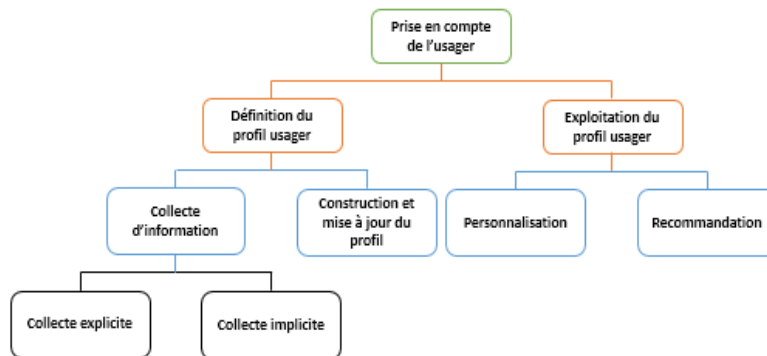 Prise en compte
de l'usager
Définition du
profil usager
Exploitation du
profil usager
Collecte
d'information
Construction et
mise à jour du
profil
Personnalisation
Recommandation
Collecte explicite
Collecte implicite